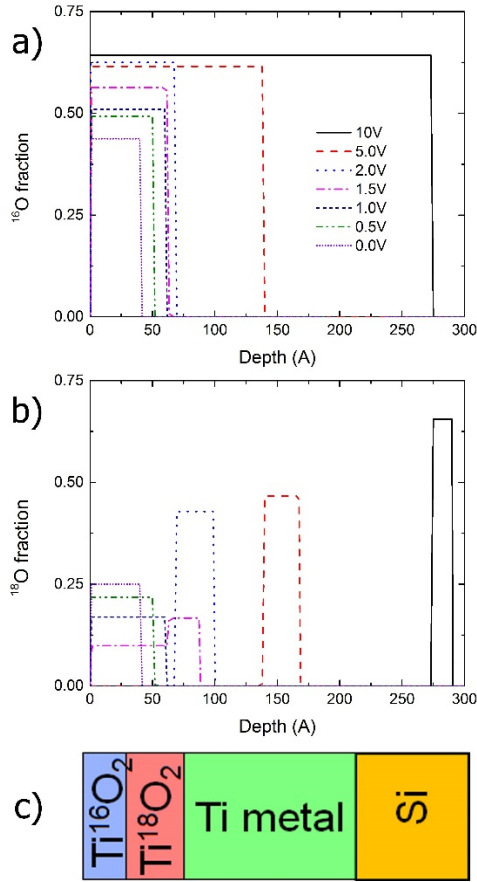 a)
0.75
0.50
0.25
0.00
¹⁶O fraction
10V
5.0V
2.0V
1.5V
1.0V
0.5V
0.0V
0 50 100 150 200 250 300
Depth (A)
b)
0.75
0.50
0.25
0.00
¹⁸O fraction
0 50 100 150 200 250 300
Depth (A)
c)
Ti¹⁶O₂
Ti¹⁸O₂
Ti metal
Si